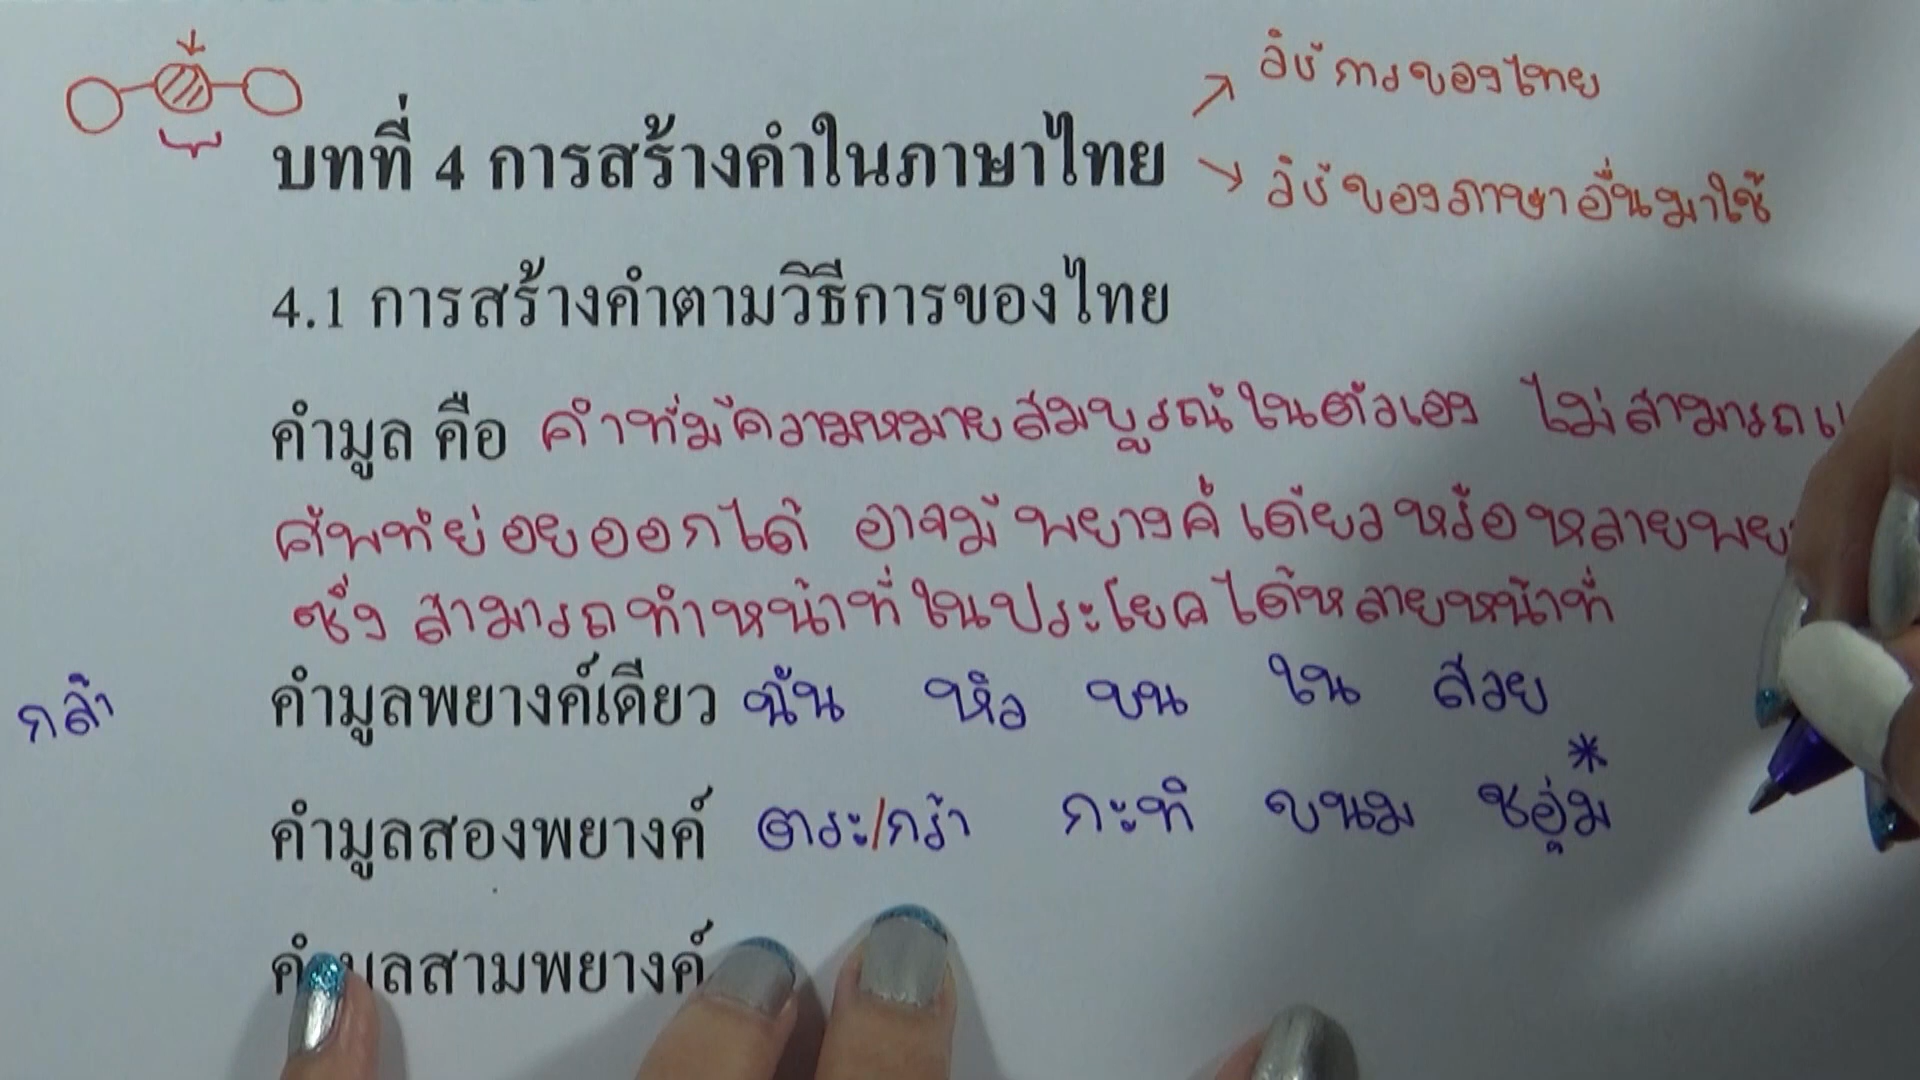 วิธีการของไทย
บทที่ 4 การสร้างคำในภาษาไทย
วิธีของภาษาอื่นมาใช้
4.1 การสร้างคำตามวิธีการของไทย
คำมูล คือ คำที่มีความหมายสมบูรณ์ในตัวเอง ไม่สามารถ
ศัพท์ย่อยออกได้ อาจมีพยางค์เดียวหรือหลาย
ซึ่งสามารถทำหน้าที่ในประโยคได้หลายหน้าที่
กล้า
คำมูลพยางค์เดียว ฉัน หิว บน ใน สวย
คำมูลสองพยางค์ ตระ/กร้า กะทิ ขนม ชอุ่ม *
คำมูลสามพยางค์